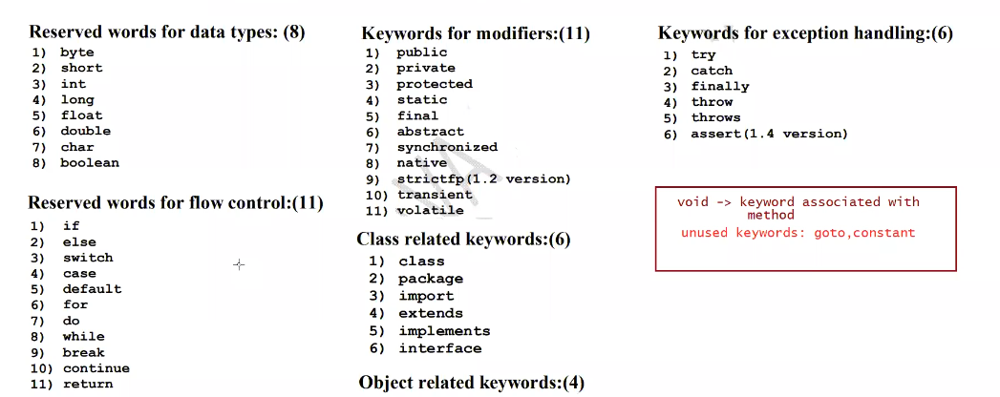 Reserved words for data types: (8)
1) byte
2) short
3) int
4) long
5) float
6) double
7) char
8) boolean
Reserved words for flow control:(11)
1) if
2) else
3) switch
4) case
5) default
6) for
7) do
8) while
9) break
10) continue
11) return
Keywords for modifiers:(11)
1) public
2) private
3) protected
4) static
5) final
6) abstract
7) synchronized
8) native
9) strictfp(1.2 version)
10) transient
11) volatile
Class related keywords:(6)
1) class
2) package
3) import
4) extends
5) implements
6) interface
Object related keywords:(4)
Keywords for exception handling:(6)
1) try
2) catch
3) finally
4) throw
5) throws
6) assert(1.4 version)
void -> keyword associated with
method
unused keywords: goto,constant